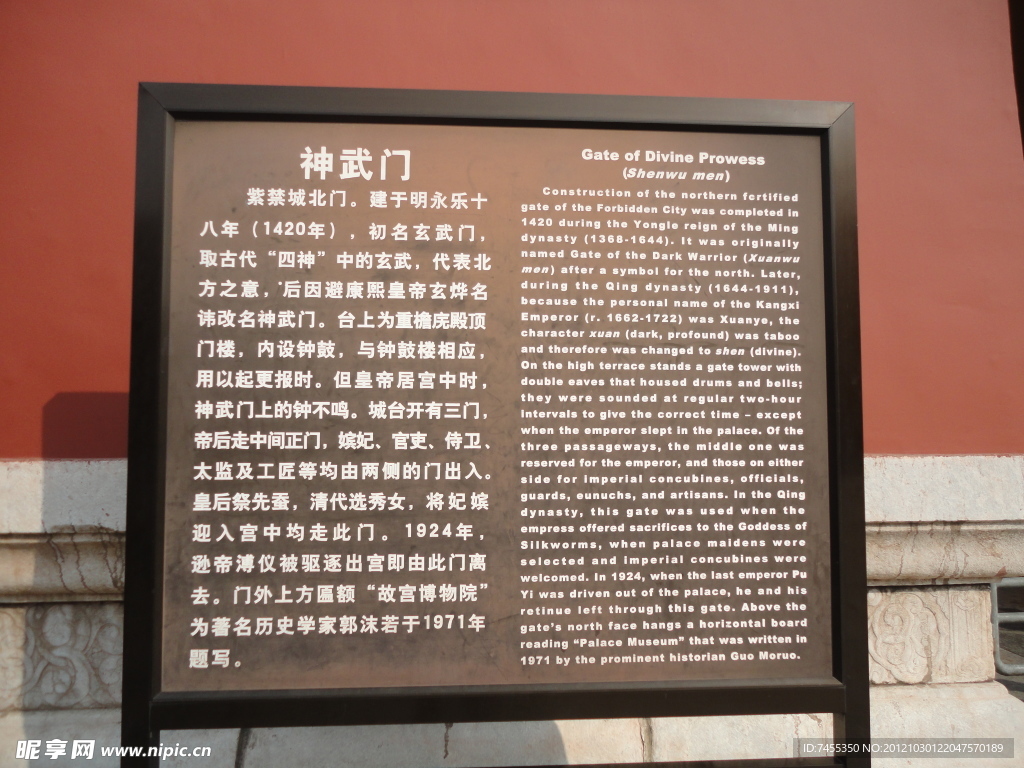 神武门
紫禁城北门。建于明永乐十
八年（1420年），初名玄武门，
取古代“四神”中的玄武，代表北
方之意，后因避康熙皇帝玄烨名
讳改名神武门。台上为重檐庑殿顶
门楼，内设钟鼓，与钟鼓楼相应，
用以起更报时。但皇帝居宫中时，
神武门上的钟不鸣。城台开有三门，
帝后走中间正门，嫔妃、官吏、侍卫、
太监及工匠等均由两侧的门出入。
皇后祭先蚕，清代选秀女，将妃嫔
迎入宫中均走此门。1924年，
逊帝溥仪被驱逐出宫即由此门离
去。门外上方匾额“故宫博物院”
为著名历史学家郭沫若于1971年
题写。
Gate of Divine Prowess
(Shenwu men)
Construction of the northern fortified
gate of the Forbidden City was completed in
1420 during the Yongle reign of the Ming
dynasty (1368-1644). It was originally
named Gate of the Dark Warrior (Xuanwu
men) after a symbol for the north. Later,
during the Qing dynasty (1644-1911),
because the personal name of the Kangxi
Emperor (r. 1662-1722) was Xuanye, the
character xuan (dark, profound) was taboo
and therefore was changed to shen (divine).
On the high terrace stands a gate tower with
double eaves that housed drums and bells;
they were sounded at regular two-hour
intervals to give the correct time – except
when the emperor slept in the palace. Of the
three passageways, the middle one was
reserved for the emperor, and those on either
side for imperial concubines, officials,
guards, eunuchs, and artisans. In the Qing
dynasty, this gate was used when the
empress offered sacrifices to the Goddess of
Silkworms, when palace maidens were
selected and imperial concubines were
welcomed. In 1924, when the last emperor Pu
Yi was driven out of the palace, he and his
retinue left through this gate. Above the
gate's north face hangs a horizontal board
reading “Palace Museum” that was written in
1971 by the prominent historian Guo Moruo.
昵享网 www.nipic.cn
ID:7455350 NO:20121030122047570189